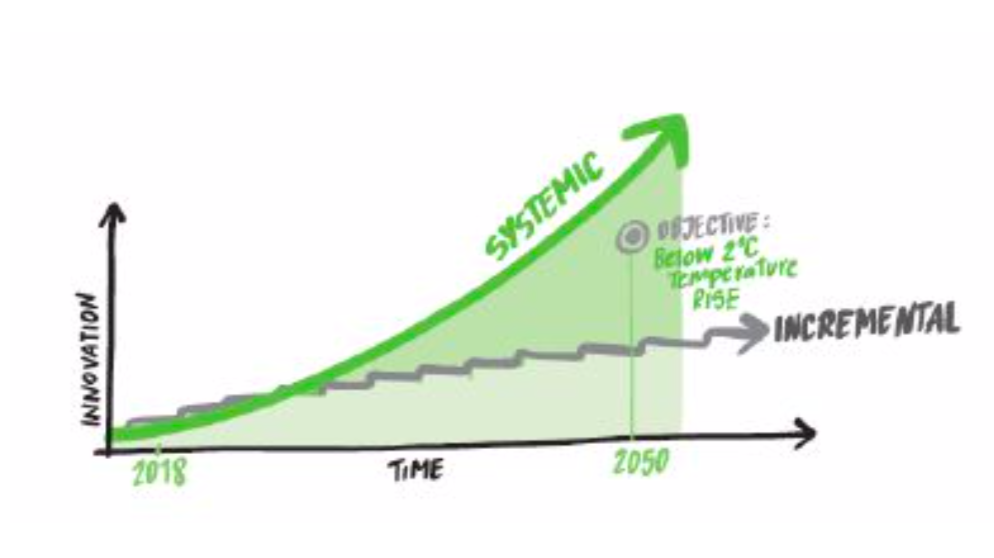 SYSTEMIC
OBJECTIVE:
Below 2°C
Temperature
RISE
INCREMENTAL
INNOVATION
2018
TIME
2050